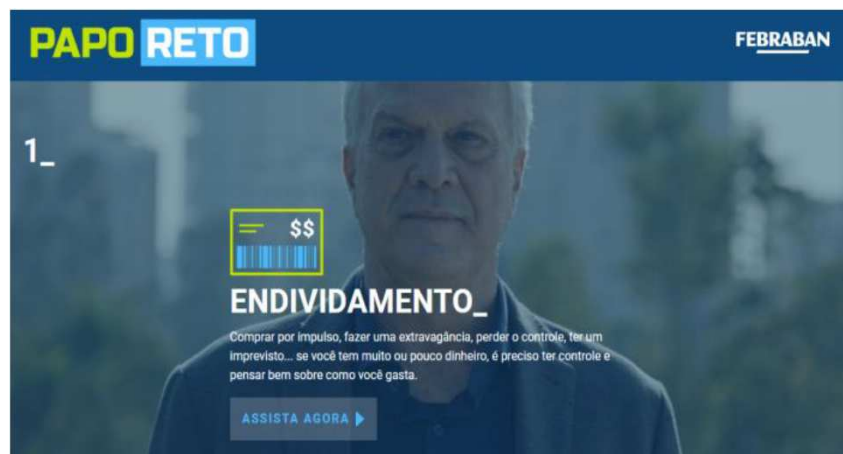 PAPO RETO
FEBRABAN
1_
$$
ENDIVIDAMENTO_
Comprar por impulso, fazer uma extravagância, perder o controle, ter um
imprevisto... se você tem muito ou pouco dinheiro, é preciso ter controle e
pensar bem sobre como você gasta.
ASSISTA AGORA